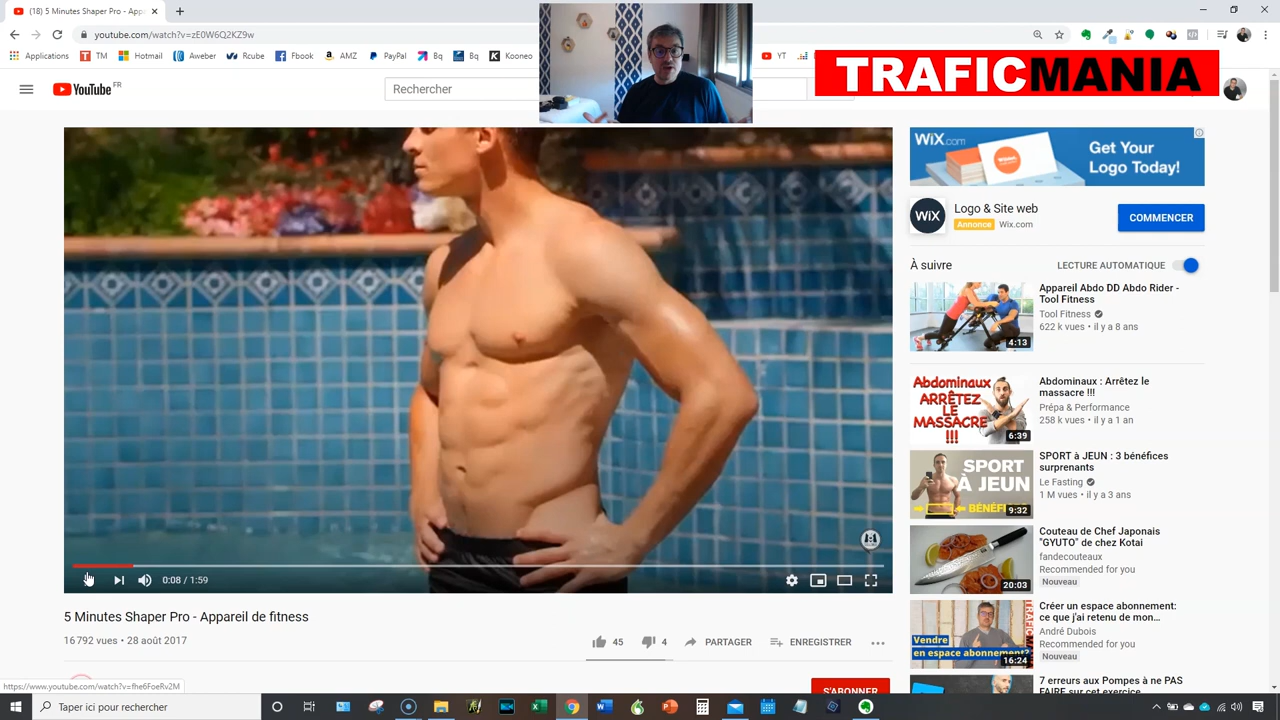 (18) 5 Minutes Shaper Pro - App
youtube.com/watch?v=zE0W6Q2KZ9w
Applications
TM
Hotmail
Aweber
Rcube
Ebook
AMZ
PayPal
Bq
Bq
Kooneo
YT
TRAFICMANIA
YouTube FR
Rechercher
WiX.com
Get Your
Logo Today!
WiX
Logo & Site web
Annonce Wix.com
COMMENCER
À suivre
LECTURE AUTOMATIQUE
Appareil Abdo DD Abdo Rider -
Tool Fitness
Tool Fitness
622 k vues • il y a 8 ans
4:13
Abdominaux
ARRÊTEZ
LE
MASSACRE
!!!
6:39
Abdominaux : Arrêtez le
massacre !!!
Prépa & Performance
258 k vues • il y a 1 an
SPORT
À JEUN
9:32
SPORT à JEUN : 3 bénéfices
surprenants
Le Fasting
1 M vues • il y a 3 ans
20:03
Couteau de Chef Japonais
"GYUTO" de chez Kotai
fandecouteaux
Recommended for you
Nouveau
Vendre
en espace abonnement?
16:24
Créer un espace abonnement:
ce que j'ai retenu de mon...
André Dubois
Recommended for you
Nouveau
7 erreurs aux Pompes à ne PAS
FAIRE sur cet exercice
0:08 / 1:59
5 Minutes Shaper Pro - Appareil de fitness
16 792 vues • 28 août 2017
45
4
PARTAGER
ENREGISTRER
S'ABONNER
https://www.youtube.com/watch?v=fhe6FoeRv2M
Taper ici pour rechercher